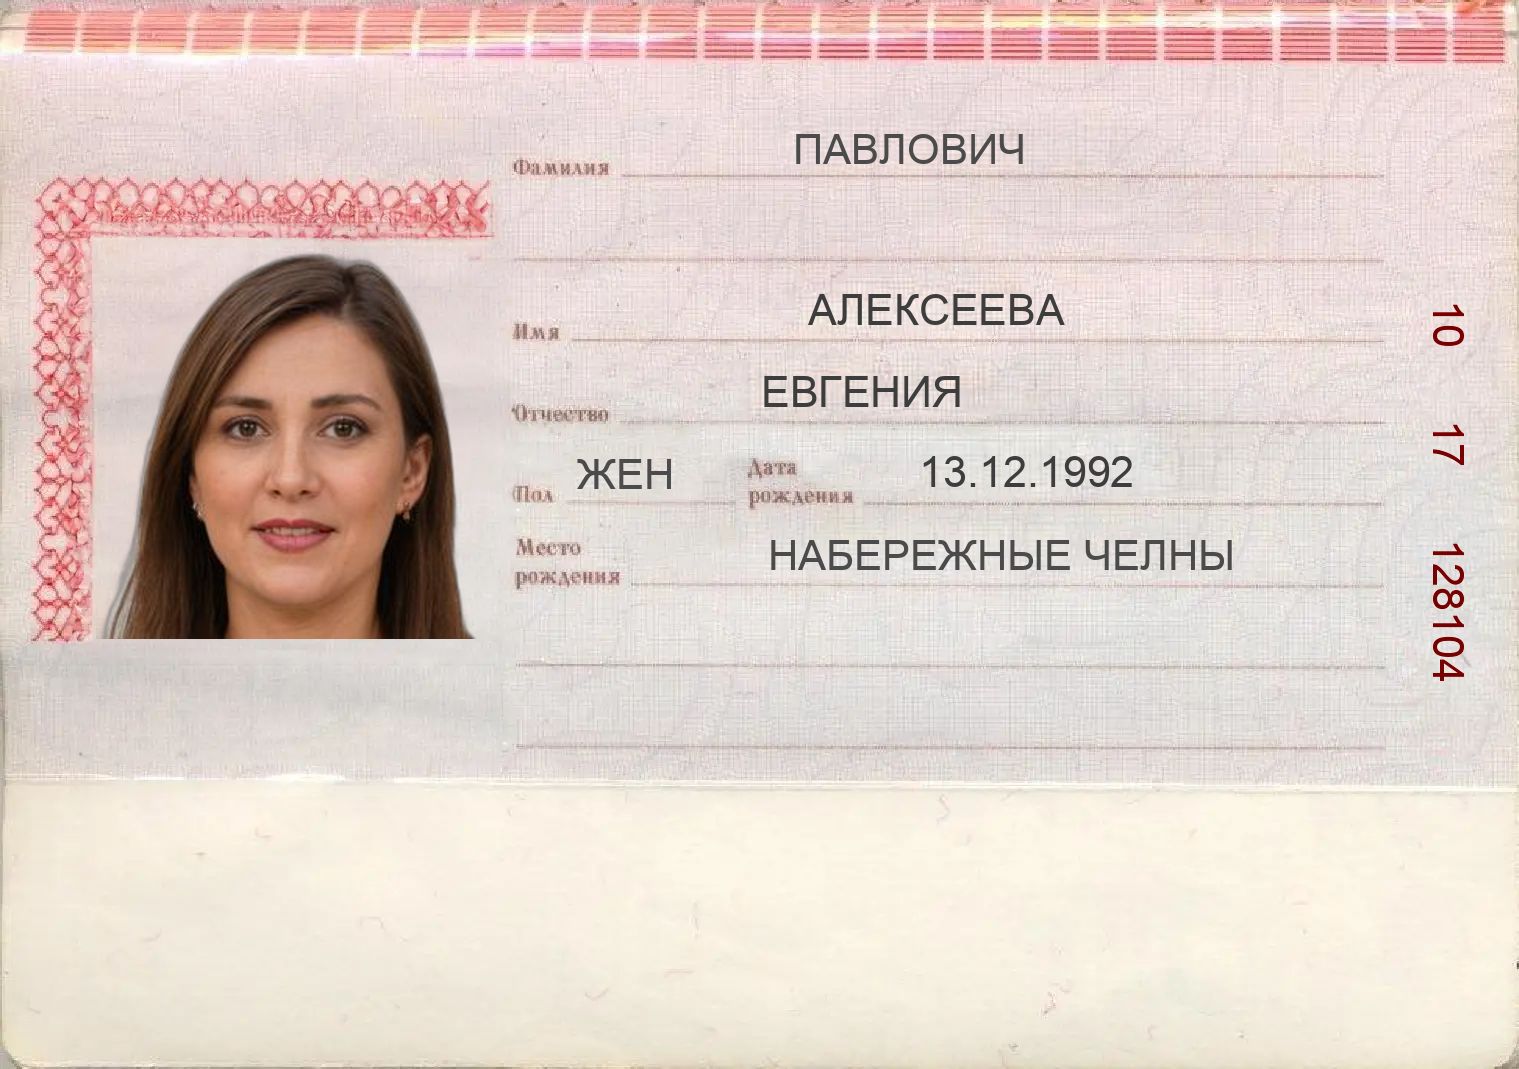 Фамилия ПАВЛОВИЧ
Имя АЛЕКСЕЕВА
Отчество ЕВГЕНИЯ
Пол ЖЕН Дата рождения 13.12.1992
Место рождения НАБЕРЕЖНЫЕ ЧЕЛНЫ
10 17 128104